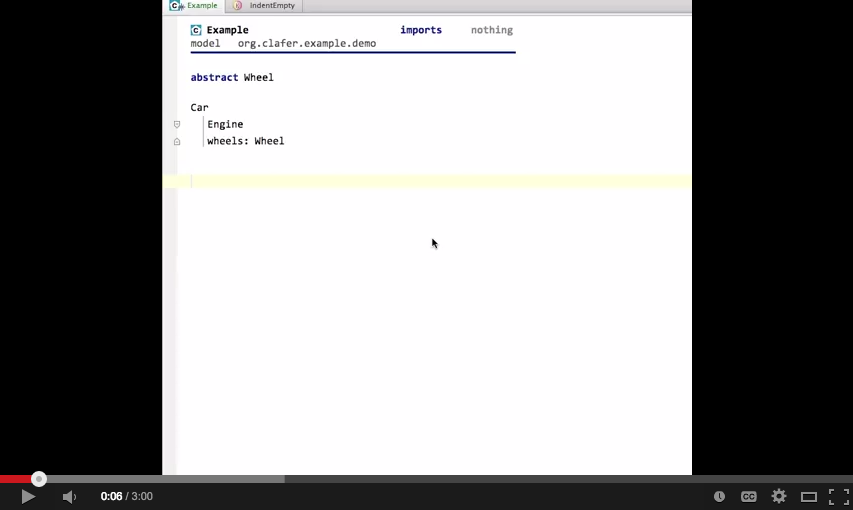 Example IndentEmpty
C Example imports nothing
model org.clafer.example.demo
abstract Wheel
Car
Engine
wheels: Wheel
0:06 / 3:00 CC